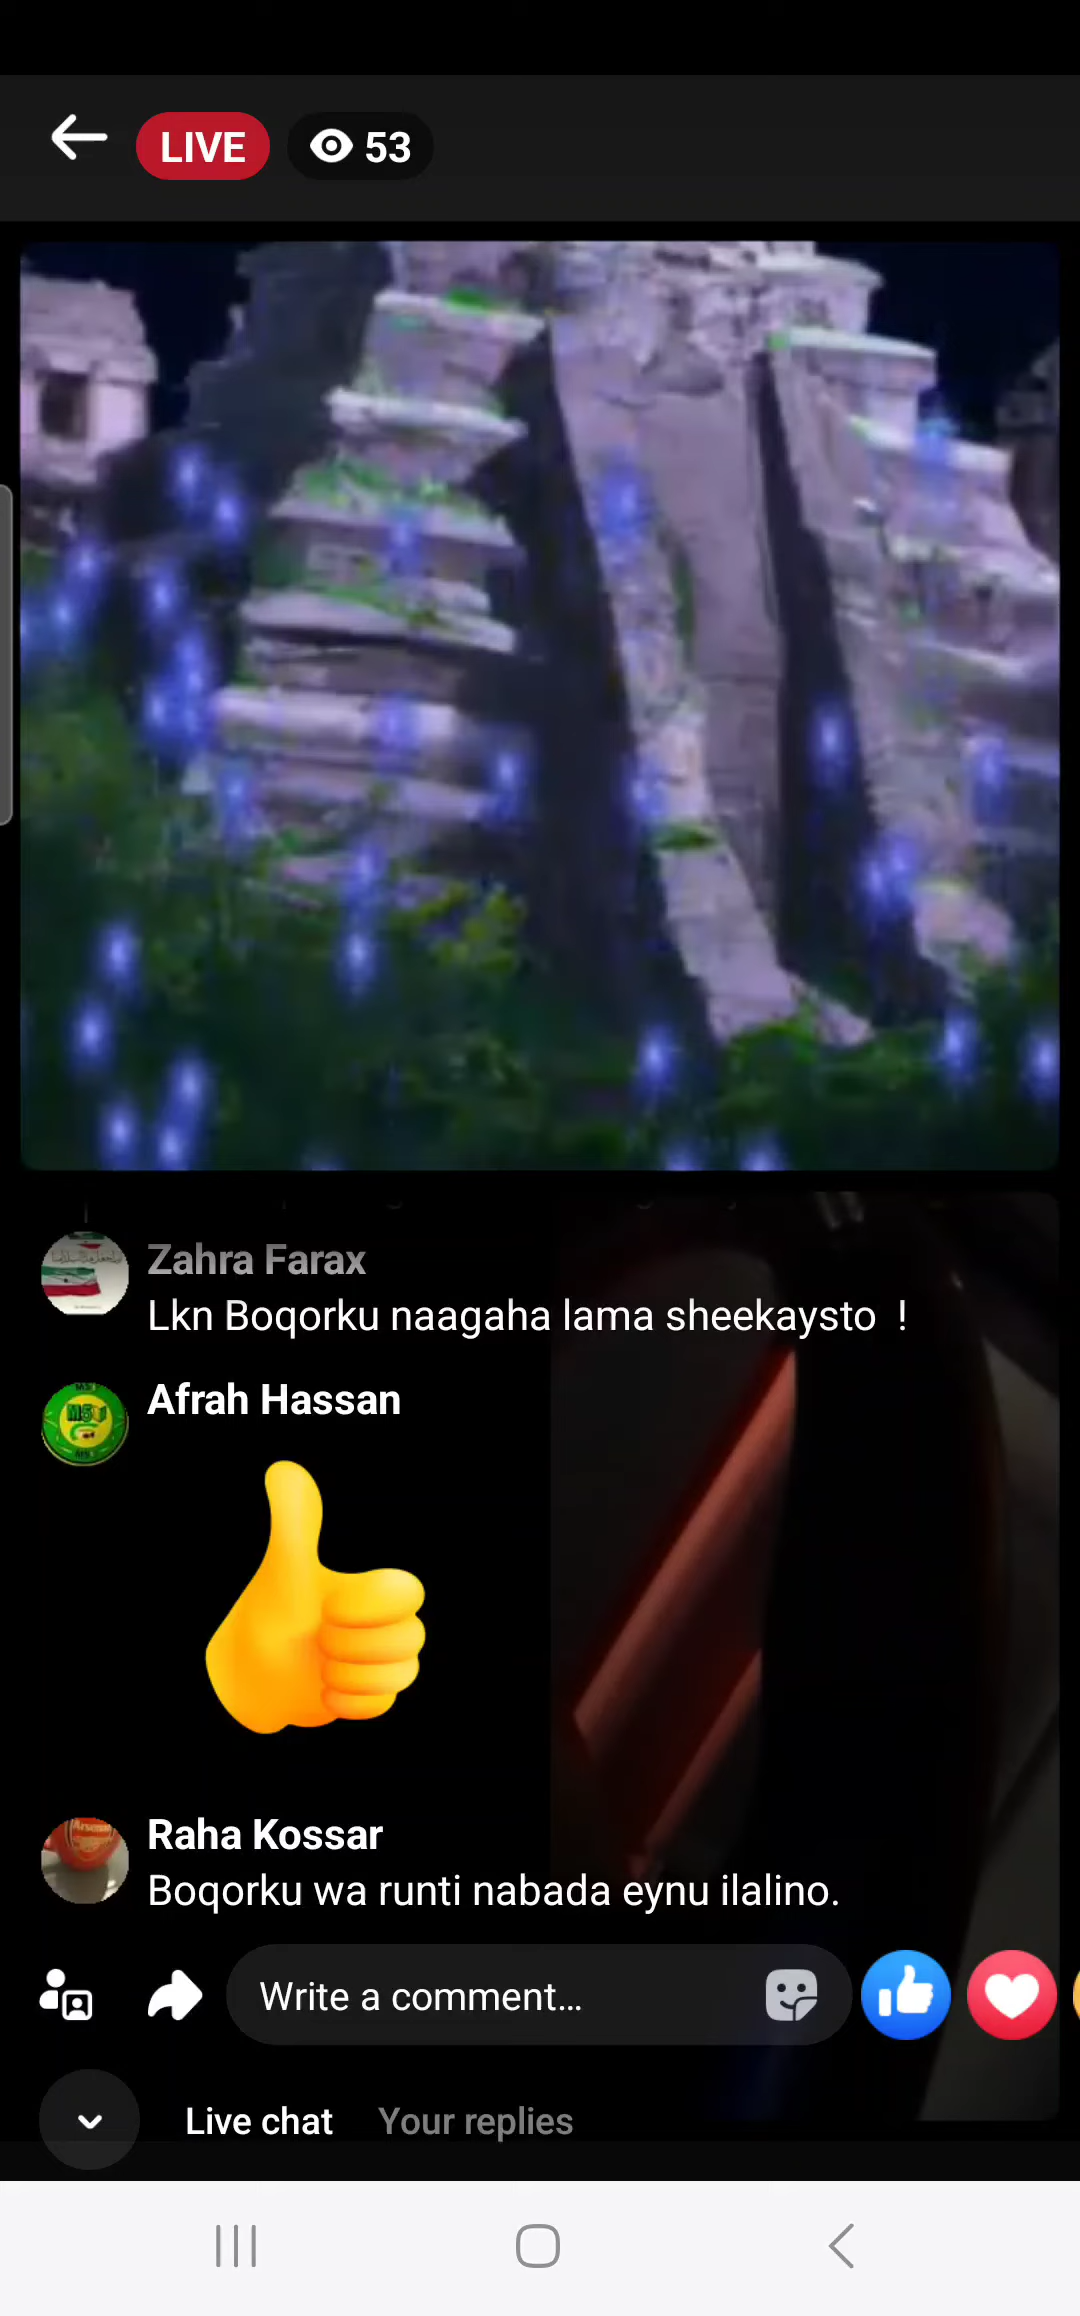 LIVE
53
Zahra Farax
Lkn Boqorku naagaha lama sheekaysto !
Afrah Hassan
Raha Kossar
Boqorku wa runti nabada eynu ilalino.
Write a comment...
Live chat
Your replies